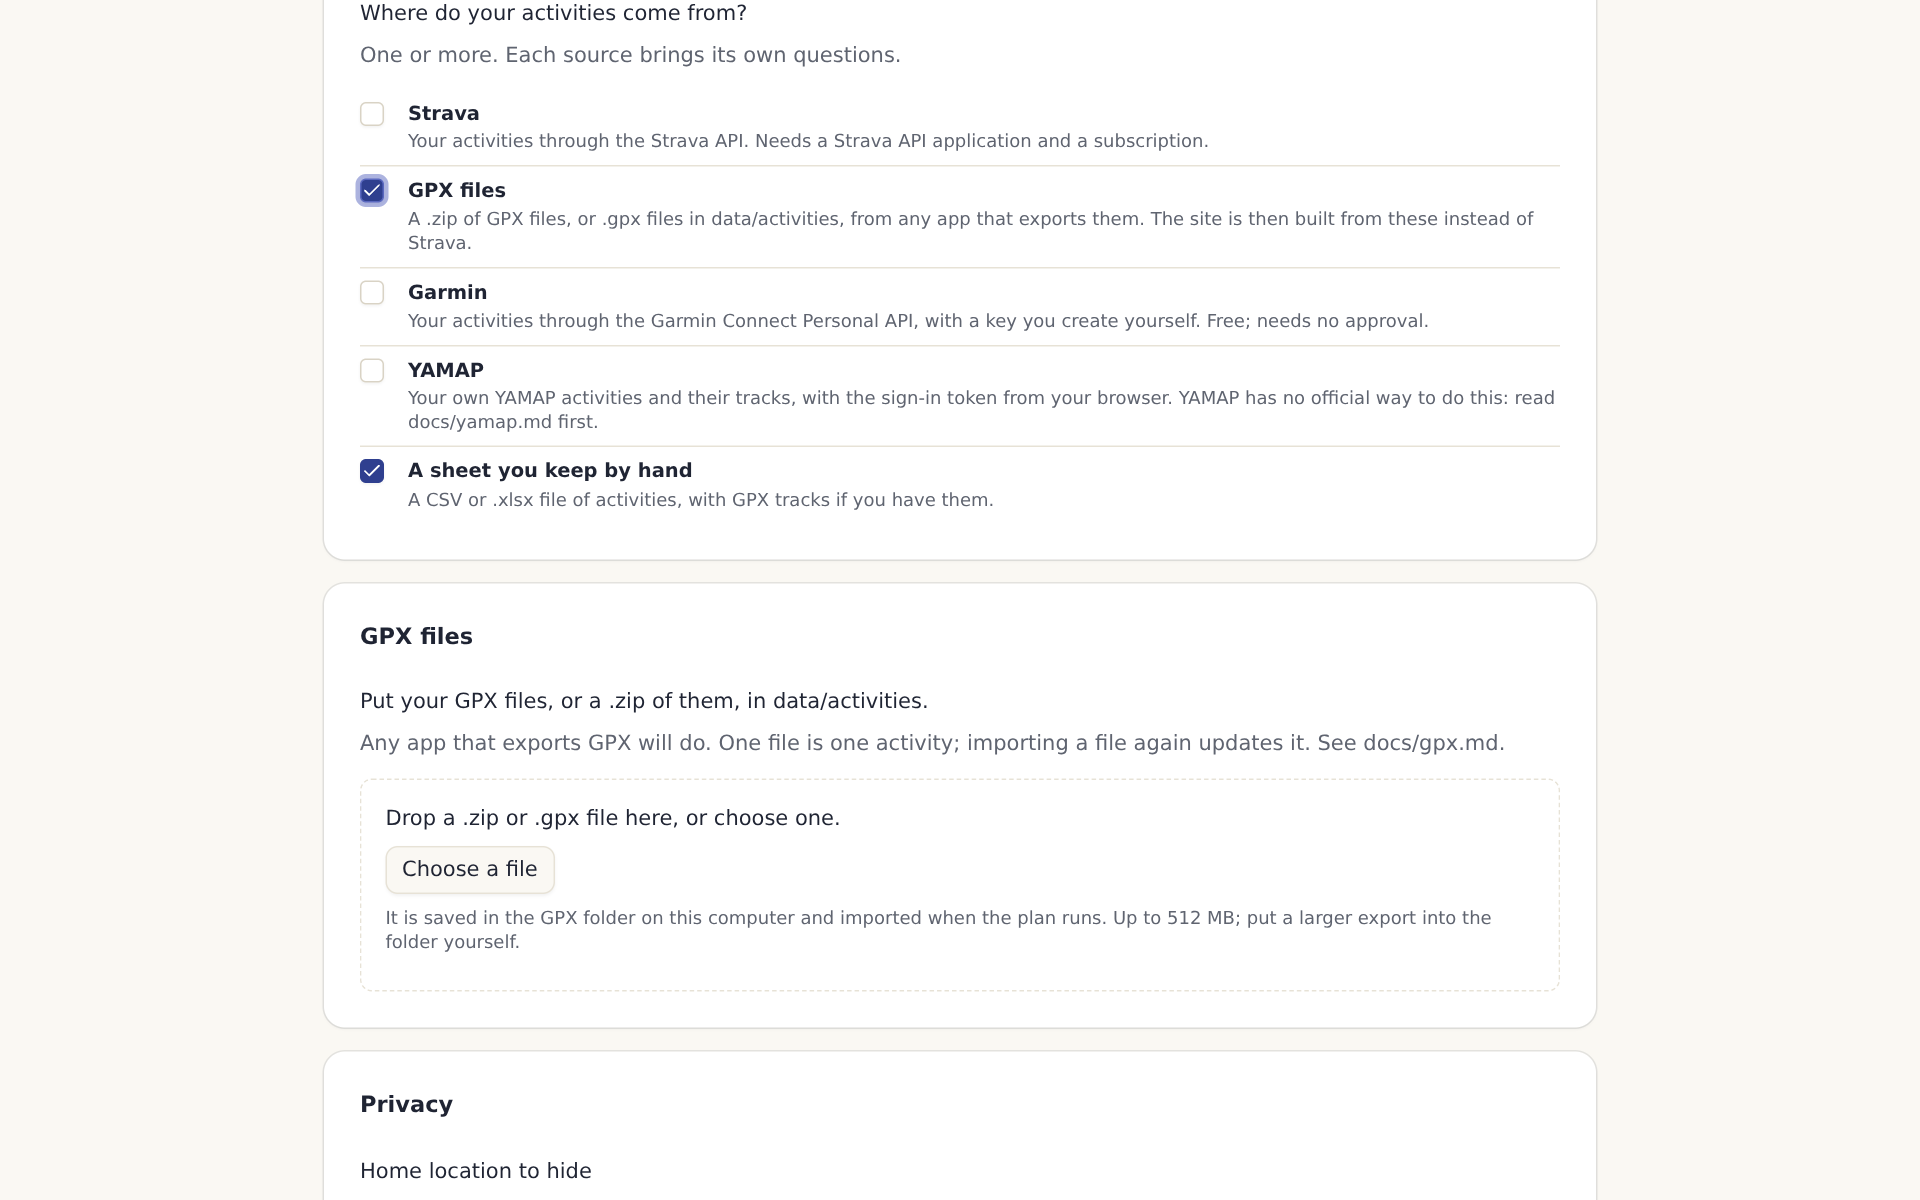 Where do your activities come from?
One or more. Each source brings its own questions.
Strava
Your activities through the Strava API. Needs a Strava API application and a subscription.
GPX files
A .zip of GPX files, or .gpx files in data/activities, from any app that exports them. The site is then built from these instead of
Strava.
Garmin
Your activities through the Garmin Connect Personal API, with a key you create yourself. Free; needs no approval.
YAMAP
Your own YAMAP activities and their tracks, with the sign-in token from your browser. YAMAP has no official way to do this: read
docs/yamap.md first.
A sheet you keep by hand
A CSV or .xlsx file of activities, with GPX tracks if you have them.
GPX files
Put your GPX files, or a .zip of them, in data/activities.
Any app that exports GPX will do. One file is one activity; importing a file again updates it. See docs/gpx.md.
Drop a .zip or .gpx file here, or choose one.
Choose a file
It is saved in the GPX folder on this computer and imported when the plan runs. Up to 512 MB; put a larger export into the
folder yourself.
Privacy
Home location to hide